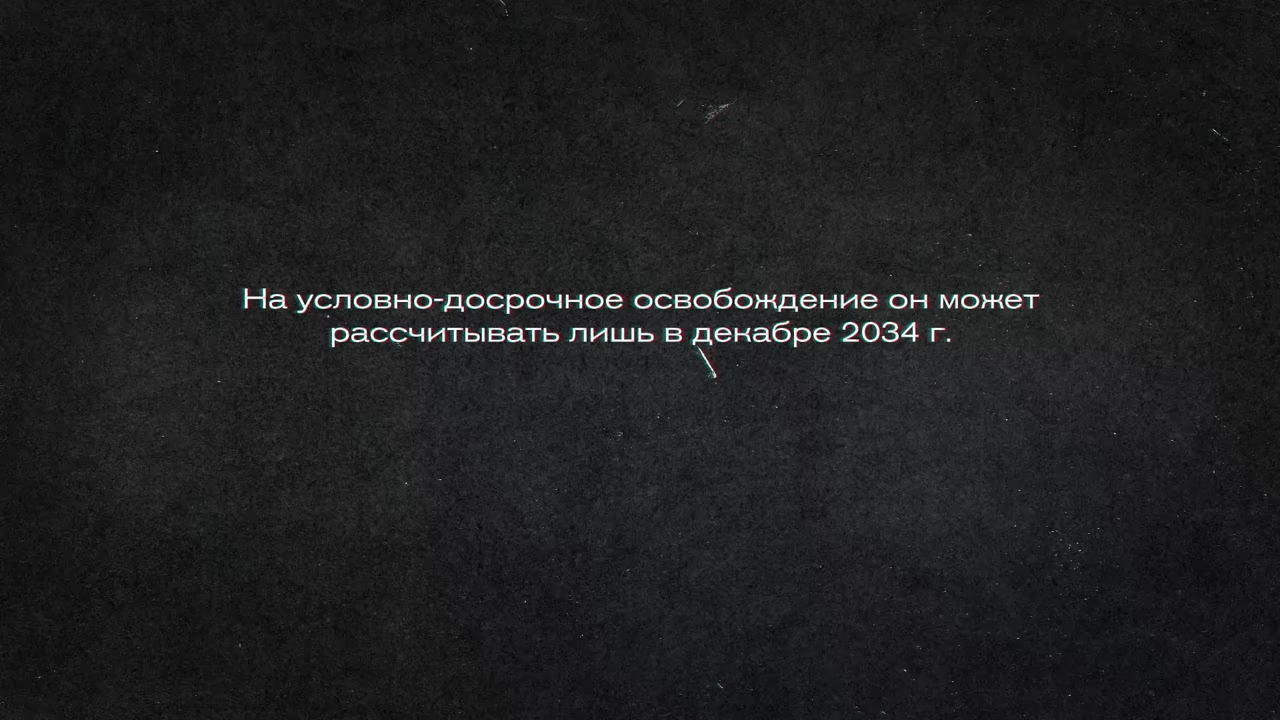 На условно-досрочное освобождение он может
рассчитывать лишь в декабре 2034 г.